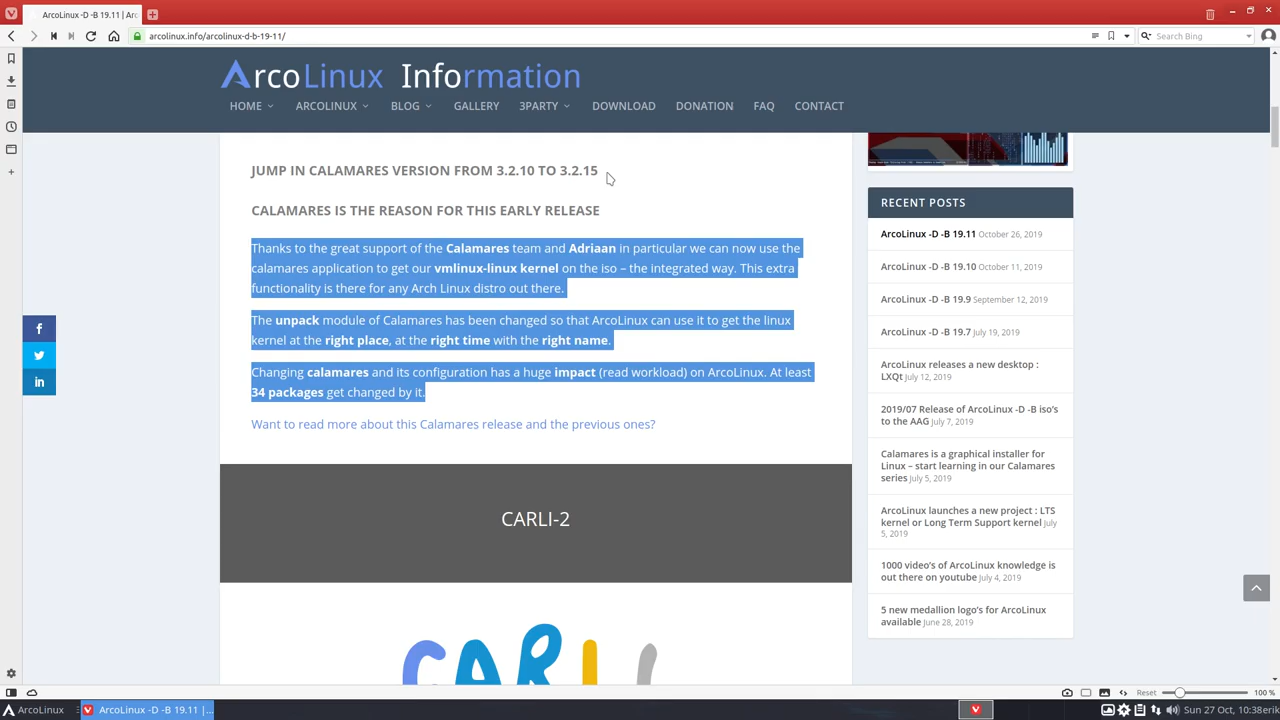 ArcoLinux -D -B 19.11 | Arc
arcolinux.info/arcolinux-d-b-19-11/
Search Bing
ArcoLinux Information
HOME ARCOLINUX BLOG GALLERY 3PARTY DOWNLOAD DONATION FAQ CONTACT
JUMP IN CALAMARES VERSION FROM 3.2.10 TO 3.2.15
CALAMARES IS THE REASON FOR THIS EARLY RELEASE
Thanks to the great support of the Calamares team and Adriaan in particular we can now use the
calamares application to get our vmlinux-linux kernel on the iso – the integrated way. This extra
functionality is there for any Arch Linux distro out there.
The unpack module of Calamares has been changed so that ArcoLinux can use it to get the linux
kernel at the right place, at the right time with the right name.
Changing calamares and its configuration has a huge impact (read workload) on ArcoLinux. At least
34 packages get changed by it.
Want to read more about this Calamares release and the previous ones?
CARLI-2
CARLI
RECENT POSTS
ArcoLinux -D -B 19.11 October 26, 2019
ArcoLinux -D -B 19.10 October 11, 2019
ArcoLinux -D -B 19.9 September 12, 2019
ArcoLinux -D -B 19.7 July 19, 2019
ArcoLinux releases a new desktop :
LXQt July 12, 2019
2019/07 Release of ArcoLinux -D -B iso's
to the AAG July 7, 2019
Calamares is a graphical installer for
Linux – start learning in our Calamares
series July 5, 2019
ArcoLinux launches a new project : LTS
kernel or Long Term Support kernel July
5, 2019
1000 video's of ArcoLinux knowledge is
out there on youtube July 4, 2019
5 new medallion logo's for ArcoLinux
available June 28, 2019
Reset 100 %
ArcoLinux ArcoLinux -D -B 19.11 |... Sun 27 Oct, 10:38 erik